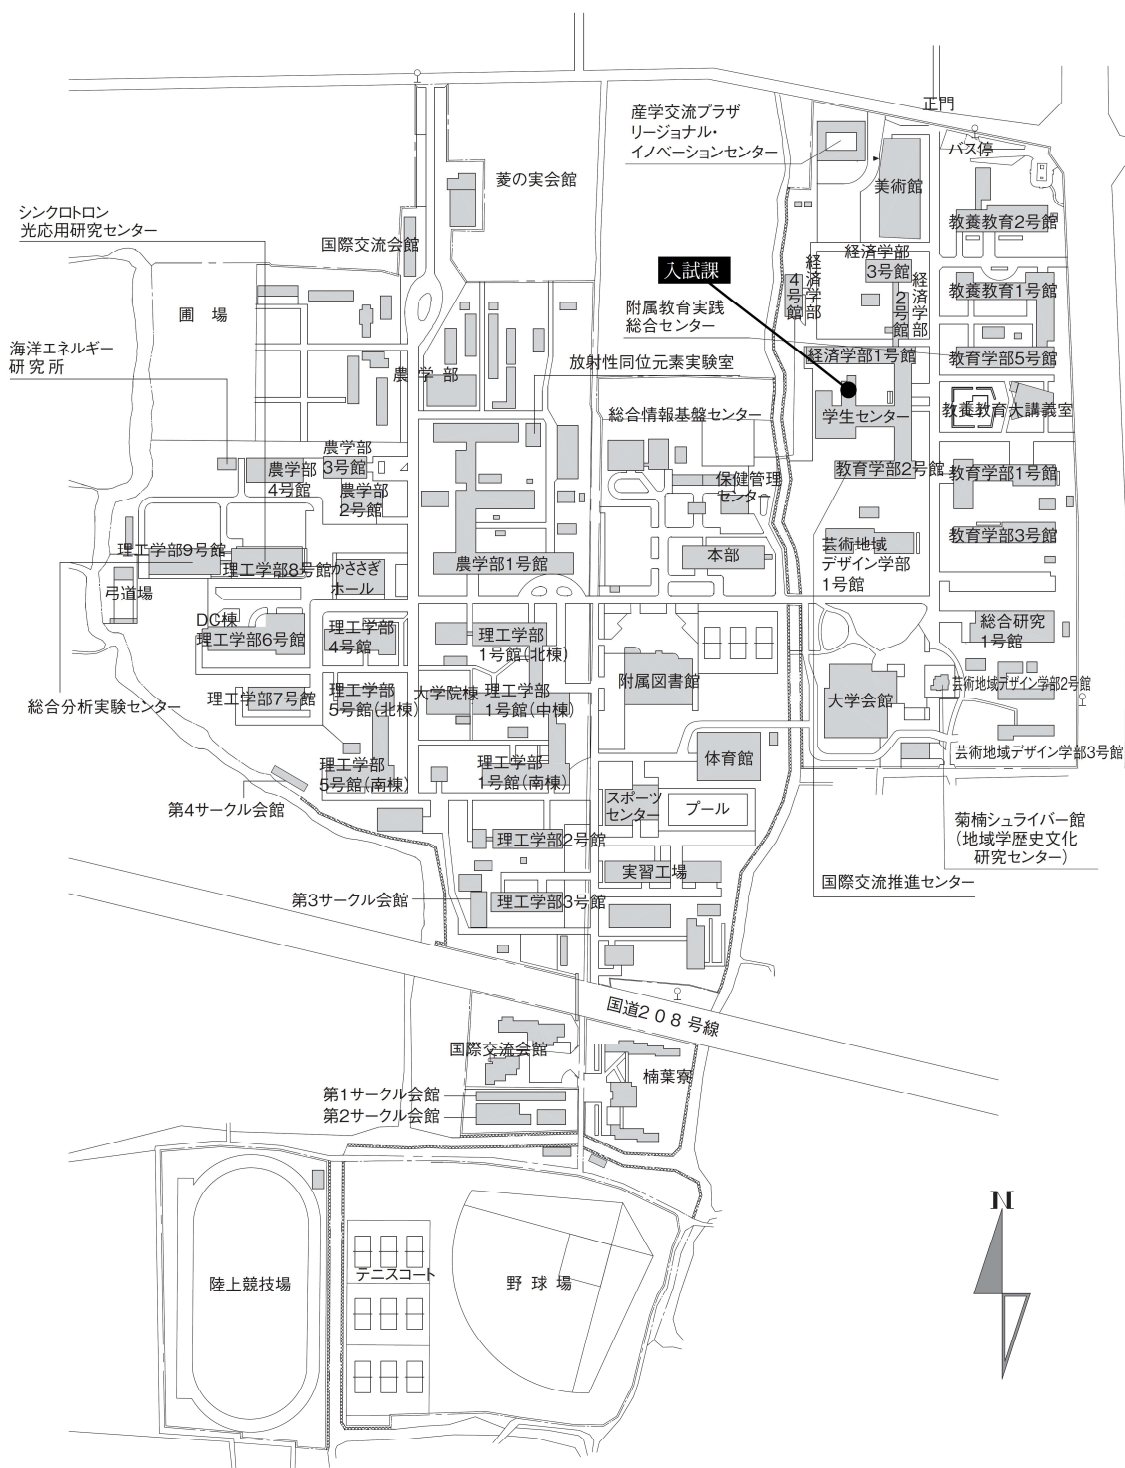 正門
産学交流プラザ
リージョナル・
イノベーションセンター
バス停
美術館
菱の実会館
シンクロトロン
光応用研究センター
教養教育2号館
国際交流会館
経済学部
3号館
入試課
経済学部
4号館
経済学部
2号館
教養教育1号館
圃 場
附属教育実践
総合センター
海洋エネルギー
研 究 所
農 学 部
放射性同位元素実験室
経済学部1号館
教育学部5号館
総合情報基盤センター
学生センター
教養教育大講義室
農学部
3号館
農学部
4号館
農学部
2号館
保健管理
センター
教育学部2号館
教育学部1号館
教育学部3号館
理工学部9号館
理工学部8号館
かささぎ
ホール
農学部1号館
本部
芸術地域
デザイン学部
1号館
弓道場
DC棟
理工学部6号館
理工学部
4号館
理工学部
1号館(北棟)
総合研究
1号館
理工学部7号館
総合分析実験センター
理工学部
5号館(北棟)
大学院棟
理工学部
1号館(中棟)
附属図書館
大学会館
芸術地域デザイン学部2号館
芸術地域デザイン学部3号館
理工学部
5号館(南棟)
理工学部
1号館(南棟)
体育館
第4サークル会館
スポーツ
センター
プール
菊楠シュライバー館
(地域学歴史文化
研究センター)
理工学部2号館
実習工場
国際交流推進センター
第3サークル会館
理工学部3号館
国道208号線
国際交流会館
楠葉寮
第1サークル会館
第2サークル会館
N
陸上競技場
テニスコート
野 球 場